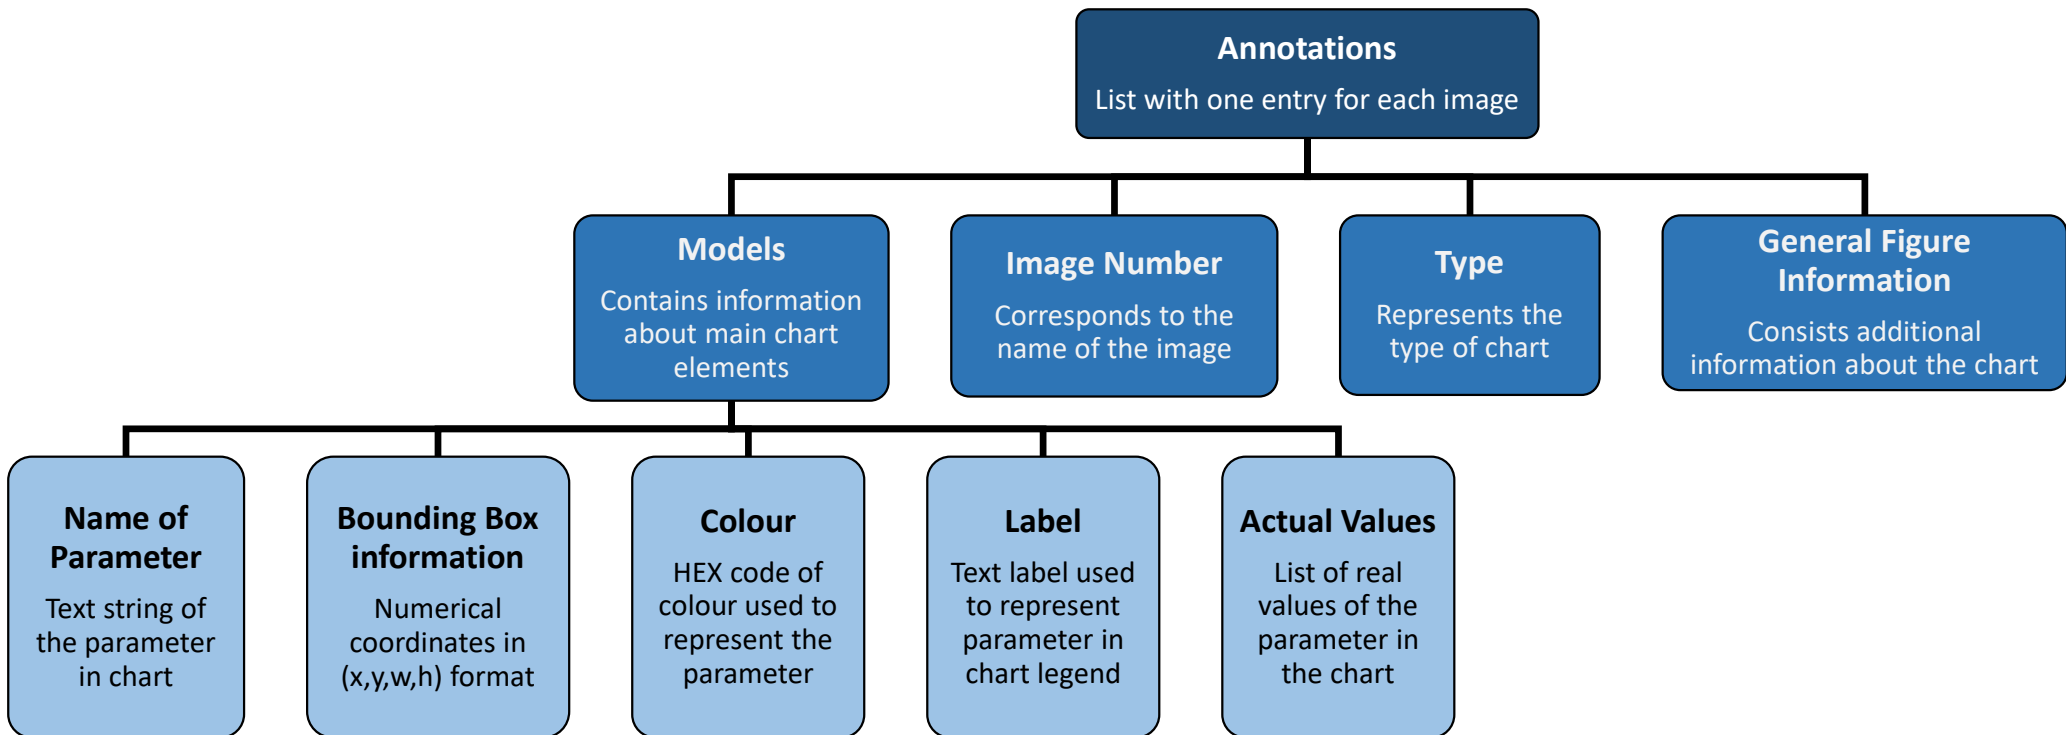 Annotations
List with one entry for each image
Models
Contains information
about main chart
elements
Image Number
Corresponds to the
name of the image
Type
Represents the
type of chart
General Figure
Information
Consists additional
information about the chart
Name of
Parameter
Text string of
the parameter
in chart
Bounding Box
information
Numerical
coordinates in
(x,y,w,h) format
Colour
HEX code of
colour used to
represent the
parameter
Label
Text label used
to represent
parameter in
chart legend
Actual Values
List of real
values of the
parameter in
the chart